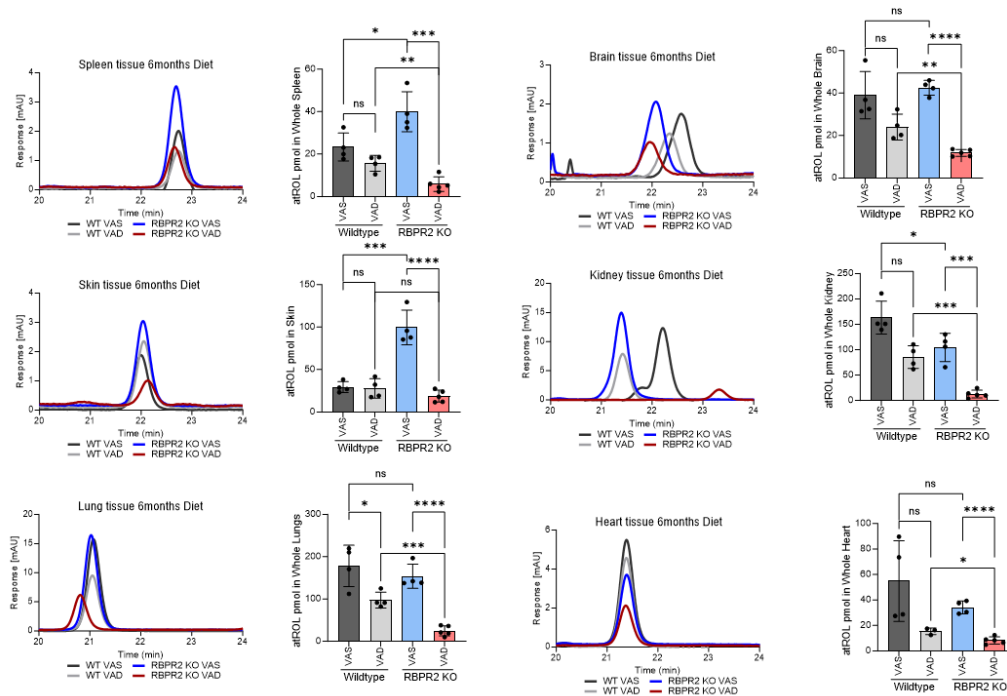 Spleen tissue 6months Diet
Response [mAU]
4
3
2
1
0
20 21 22 23 24
Time (min)
WT VAS RBPR2 KO VAS
WT VAD RBPR2 KO VAD
* ***
**
ns
atROL pmol in Whole Spleen
60
40
20
0
VAS VAD VAS VAD
Wildtype RBPR2 KO
Brain tissue 6months Diet
Response [mAU]
3
2
1
0
20 21 22 23 24
Time (min)
WT VAS RBPR2 KO VAS
WT VAD RBPR2 KO VAD
ns
ns ****
**
atROL pmol in Whole Brain
60
40
20
0
VAS VAD VAS VAD
Wildtype RBPR2 KO
Skin tissue 6months Diet
Response [mAU]
4
3
2
1
0
20 21 22 23 24
Time (min)
WT VAS RBPR2 KO VAS
WT VAD RBPR2 KO VAD
***
ns ****
ns
atROL pmol in Skin
150
100
50
0
VAS VAD VAS VAD
Wildtype RBPR2 KO
Kidney tissue 6months Diet
Response [mAU]
20
15
10
5
0
20 21 22 23 24
Time (min)
WT VAS RBPR2 KO VAS
WT VAD RBPR2 KO VAD
*
ns ***
***
atROL pmol in Whole Kidney
250
200
150
100
50
0
VAS VAD VAS VAD
Wildtype RBPR2 KO
Lung tissue 6months Diet
Response [mAU]
20
15
10
5
0
20 21 22 23 24
Time (min)
WT VAS RBPR2 KO VAS
WT VAD RBPR2 KO VAD
ns
* ****
***
atROL pmol in Whole Lungs
300
200
100
0
VAS VAD VAS VAD
Wildtype RBPR2 KO
Heart tissue 6months Diet
Response [mAU]
6
4
2
0
20 21 22 23 24
Time (min)
WT VAS RBPR2 KO VAS
WT VAD RBPR2 KO VAD
ns
ns ****
*
atROL pmol in Whole Heart
100
80
60
40
20
0
VAS VAD VAS VAD
Wildtype RBPR2 KO